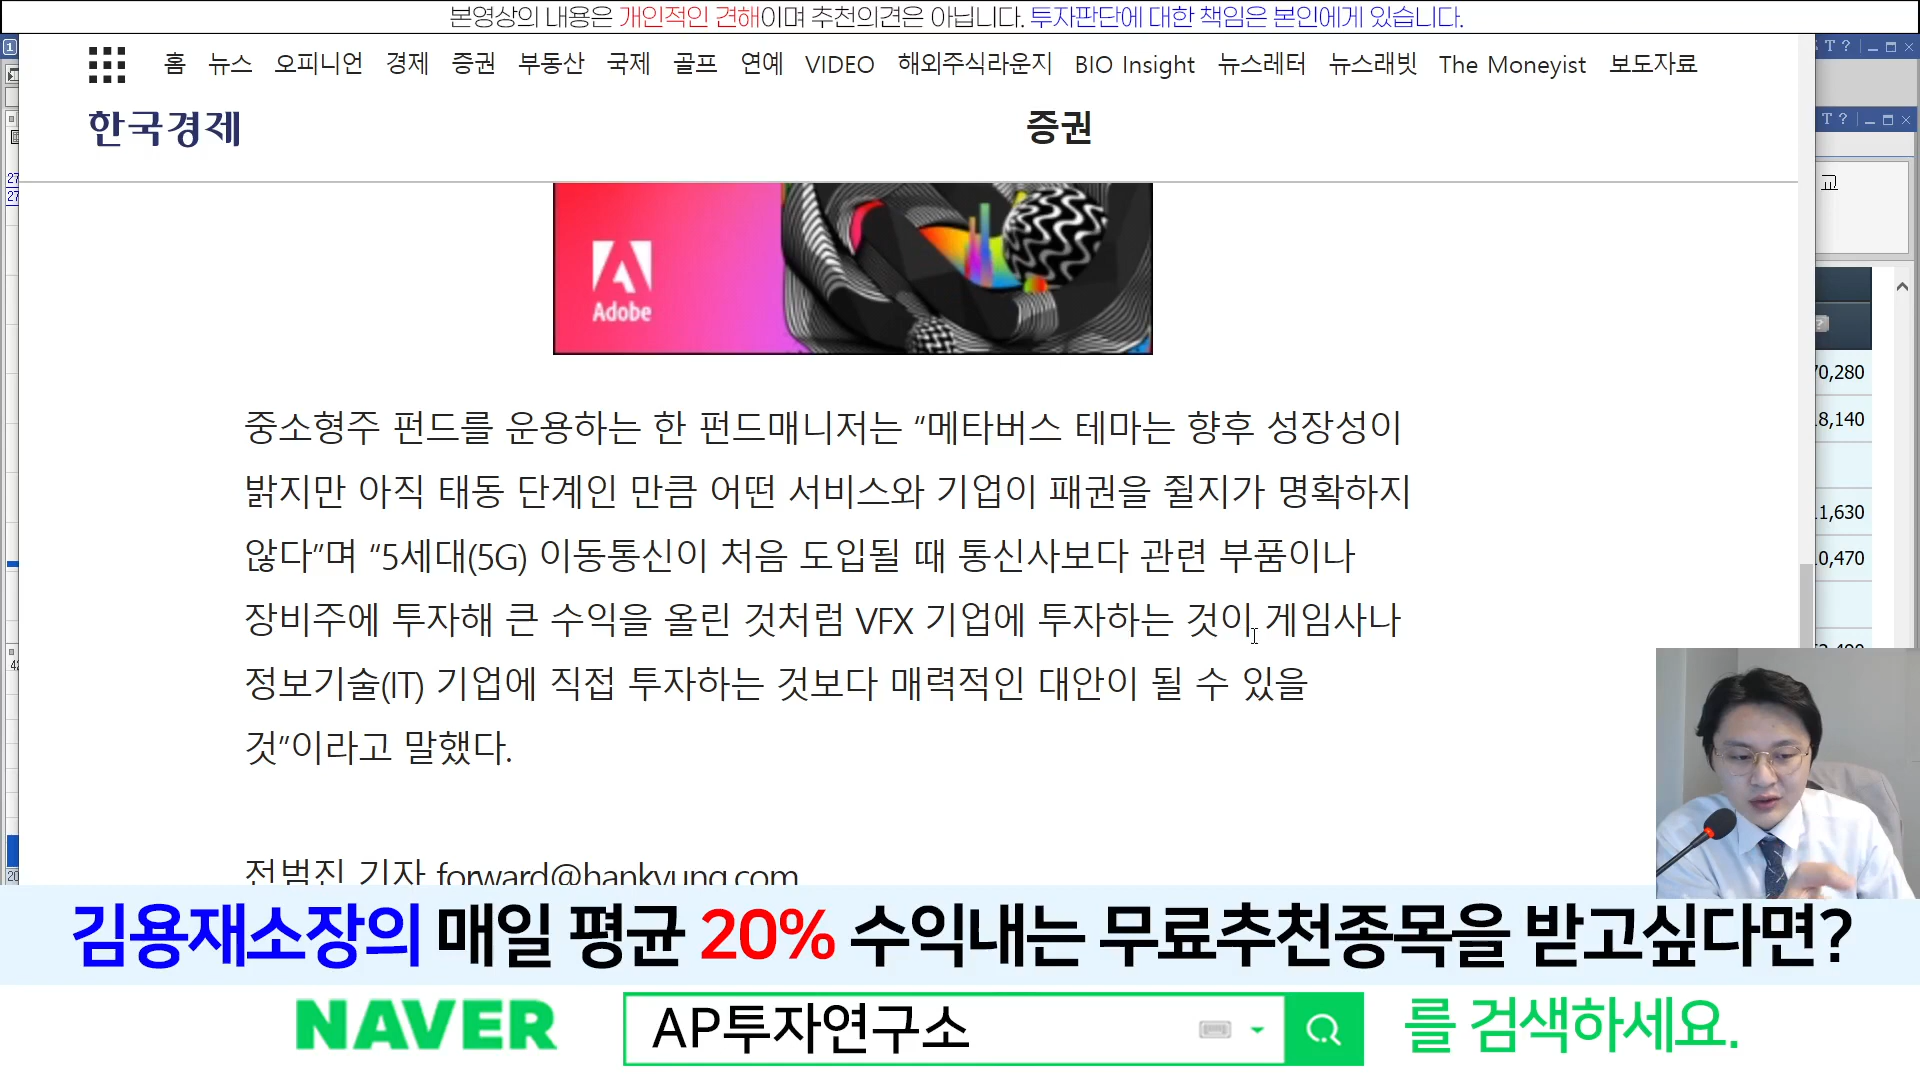 본영상의 내용은 개인적인 견해이며 추천의견은 아닙니다. 투자판단에 대한 책임은 본인에게 있습니다.
홈 뉴스 오피니언 경제 증권 부동산 국제 골프 연예 VIDEO 해외주식라운지 BIO Insight 뉴스레터 뉴스래빗 The Moneyist 보도자료
한국경제 증권
Adobe
중소형주 펀드를 운용하는 한 펀드매니저는 “메타버스 테마는 향후 성장성이
밝지만 아직 태동 단계인 만큼 어떤 서비스와 기업이 패권을 쥘지가 명확하지
않다”며 “5세대(5G) 이동통신이 처음 도입될 때 통신사보다 관련 부품이나
장비주에 투자해 큰 수익을 올린 것처럼 VFX 기업에 투자하는 것이 게임사나
정보기술(IT) 기업에 직접 투자하는 것보다 매력적인 대안이 될 수 있을
것”이라고 말했다.
전범진 기자 forward@hankyung.com
김용재소장의 매일 평균 20% 수익내는 무료추천종목을 받고싶다면?
NAVER AP투자연구소 를 검색하세요.